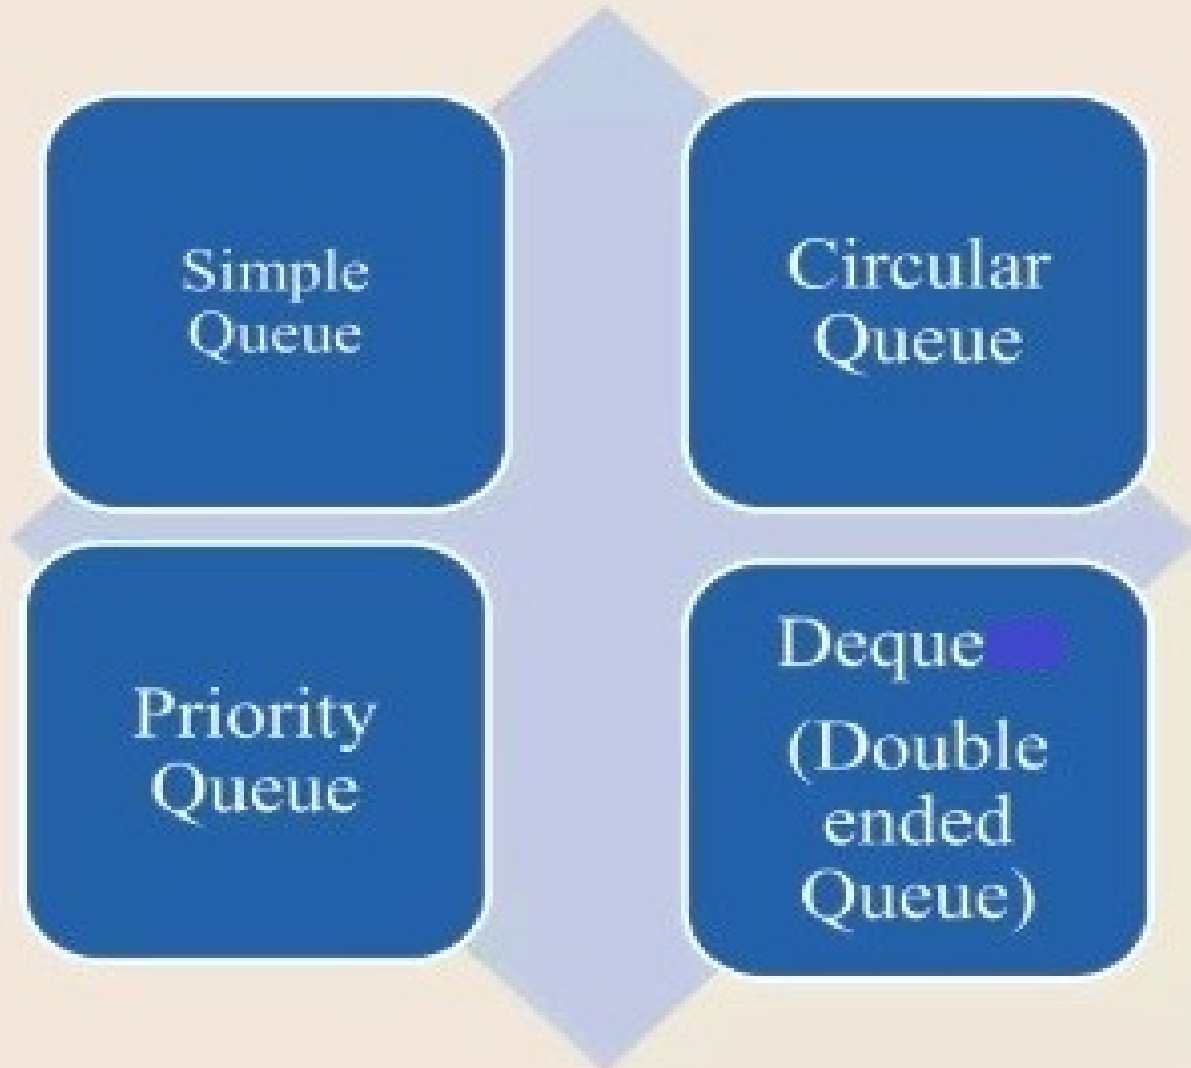 Simple
Queue
Circular
Queue
Priority
Queue
Deque
(Double
ended
Queue)